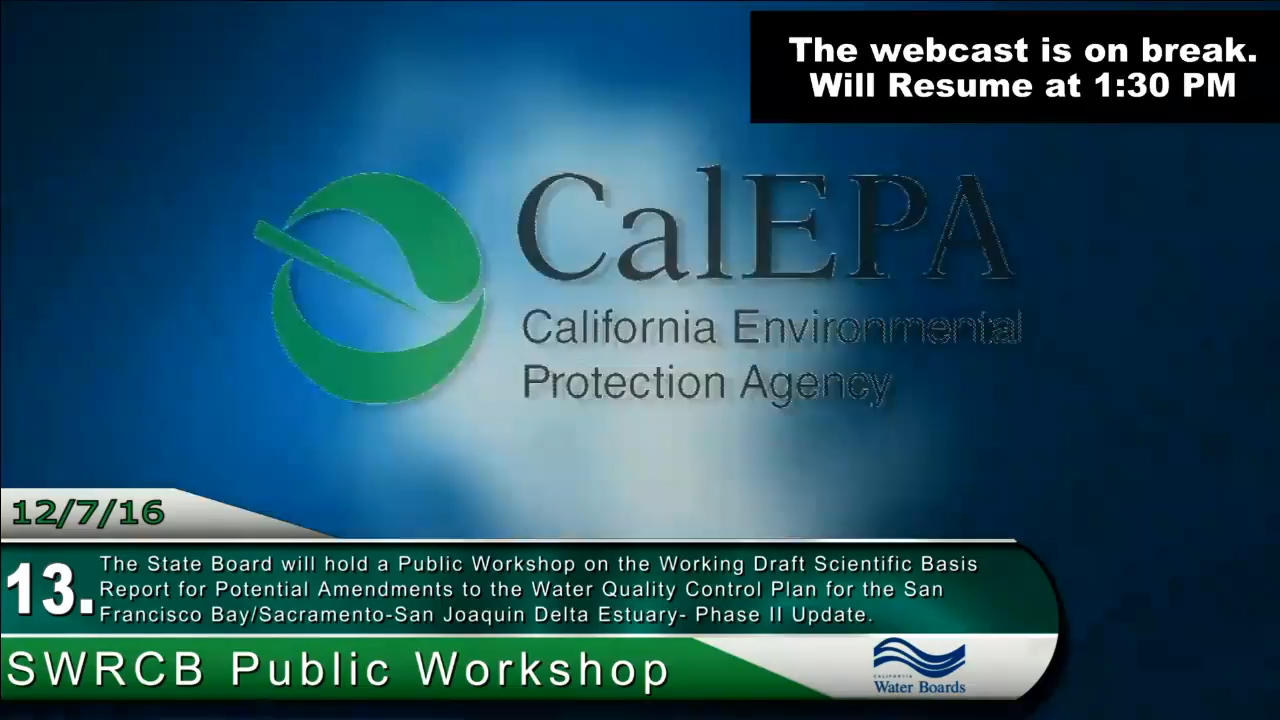 The webcast is on break.
Will Resume at 1:30 PM
CalEPA
California Environmental
Protection Agency
12/7/16
13.
The State Board will hold a Public Workshop on the Working Draft Scientific Basis
Report for Potential Amendments to the Water Quality Control Plan for the San
Francisco Bay/Sacramento-San Joaquin Delta Estuary- Phase II Update.
SWRCB Public Workshop
CALIFORNIA
Water Boards